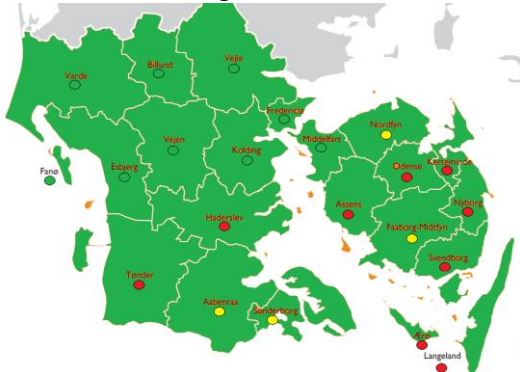 Varde
Billund
Vejle
Fredericia
Nordfyn
Middelfart
Kerteminde
Vejen
Kolding
Odense
Fanø
Esbjerg
Assens
Nyborg
Haderslev
Faaborg-Midtfyn
Svendborg
Tønder
Aabenraa
Sønderborg
Ærø
Langeland